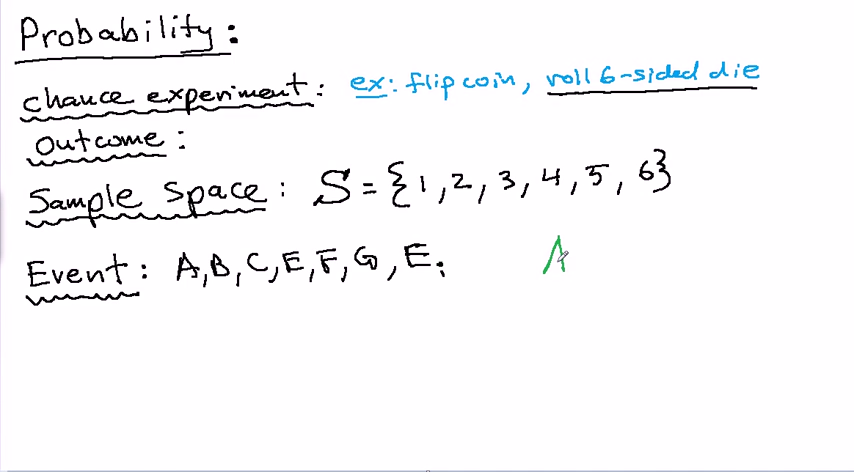 Probability:
chance experiment: ex: flip coin, roll 6-sided die
Outcome:
Sample Space: S = {1, 2, 3, 4, 5, 6}
Event: A, B, C, E, F, G, E; A